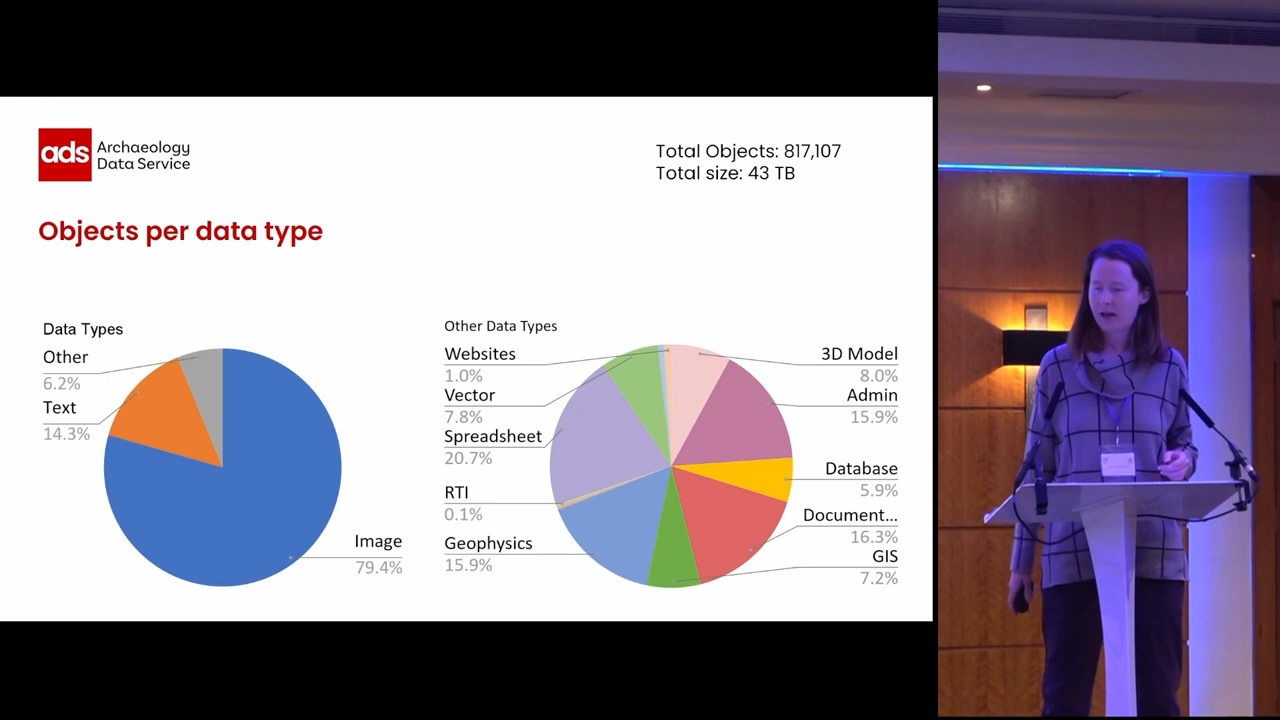 ads
Archaeology
Data Service
Total Objects: 817,107
Total size: 43 TB
Objects per data type
Data Types
Other
6.2%
Text
14.3%
Image
79.4%
Other Data Types
Websites
1.0%
Vector
7.8%
Spreadsheet
20.7%
RTI
0.1%
Geophysics
15.9%
3D Model
8.0%
Admin
15.9%
Database
5.9%
Document...
16.3%
GIS
7.2%